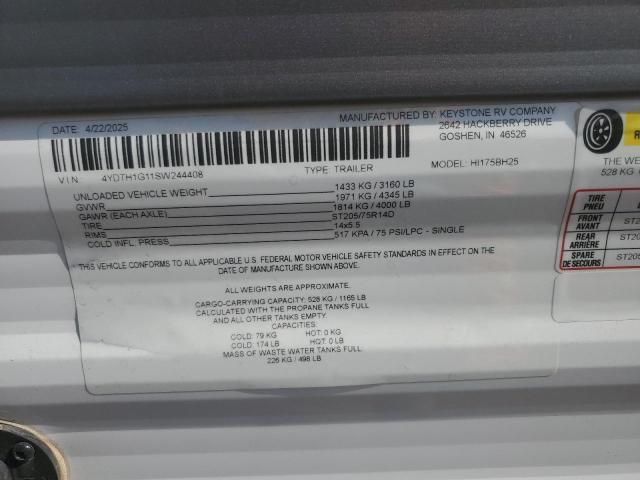 DATE: 4/22/2025
MANUFACTURED BY: KEYSTONE RV COMPANY
2642 HACKBERRY DRIVE
GOSHEN, IN 46526
VIN: 4YDTH1G11SW244408
TYPE: TRAILER
MODEL: HI175BH25
UNLOADED VEHICLE WEIGHT 1433 KG / 3160 LB
GVWR 1971 KG / 4345 LB
GAWR (EACH AXLE) 1814 KG / 4000 LB
TIRE ST205/75R14D
RIMS 14x5.5
COLD INFL. PRESS 517 KPA / 75 PSI/LPC - SINGLE
THIS VEHICLE CONFORMS TO ALL APPLICABLE U.S. FEDERAL MOTOR VEHICLE SAFETY STANDARDS IN EFFECT ON THE
DATE OF MANUFACTURE SHOWN ABOVE.
ALL WEIGHTS ARE APPROXIMATE.
CARGO-CARRYING CAPACITY: 528 KG / 1165 LB
CALCULATED WITH THE PROPANE TANKS FULL
AND ALL OTHER TANKS EMPTY.
CAPACITIES:
COLD: 79 KG HOT: 0 KG
COLD: 174 LB HOT: 0 LB
MASS OF WASTE WATER TANKS FULL:
226 KG / 498 LB
THE WE
528 KG
TIRE
PNEU
FRONT
AVANT
REAR
ARRIÈRE
SPARE
DE SECOURS
ST205